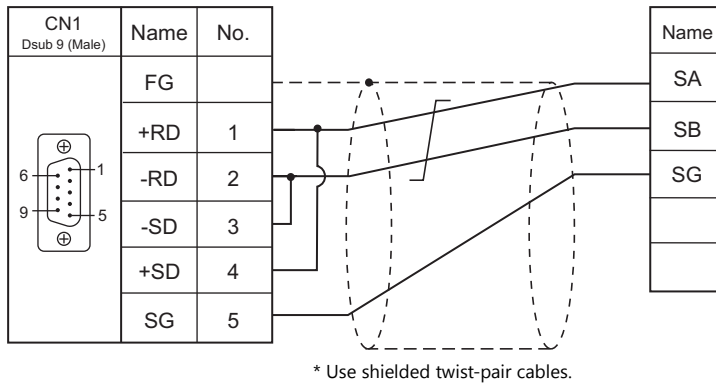 CN1
Dsub 9 (Male)
Name
No.
Name
FG
SA
+RD
1
SB
-RD
2
SG
-SD
3
+SD
4
SG
5
6
1
9
5
* Use shielded twist-pair cables.